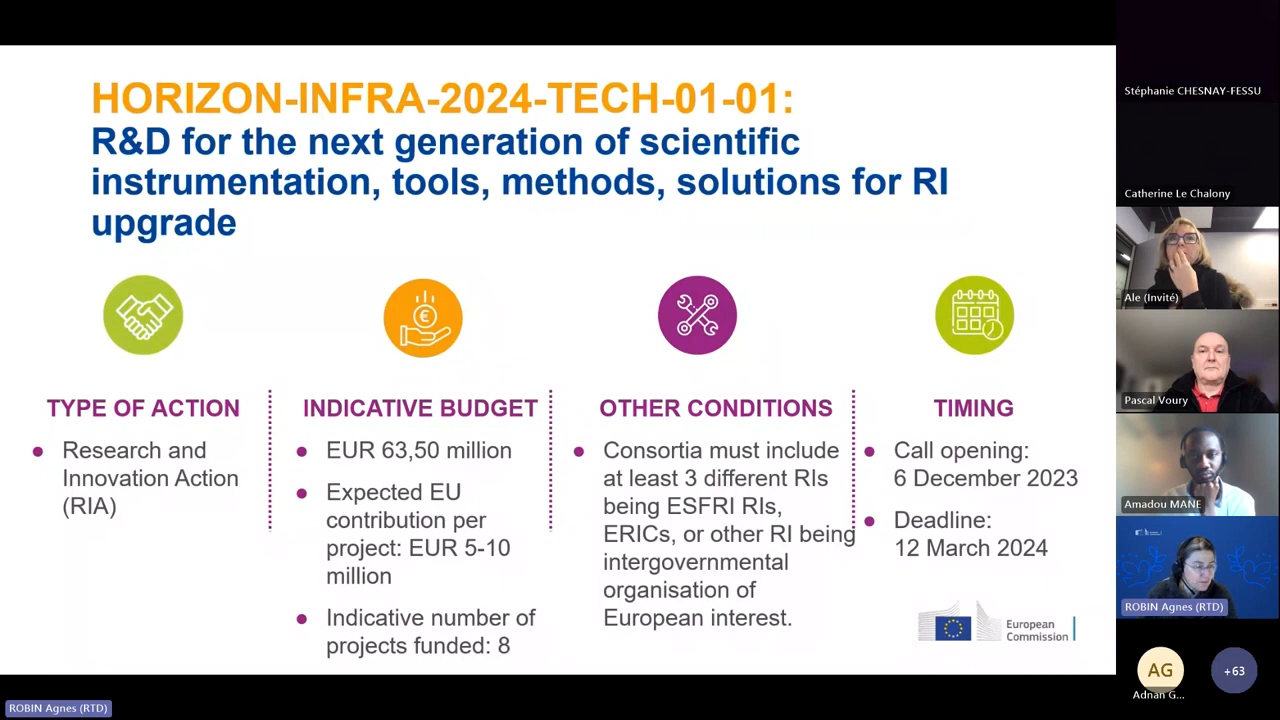 HORIZON-INFRA-2024-TECH-01-01:
R&D for the next generation of scientific
instrumentation, tools, methods, solutions for RI
upgrade
TYPE OF ACTION
● Research and
Innovation Action
(RIA)
INDICATIVE BUDGET
● EUR 63,50 million
● Expected EU
contribution per
project: EUR 5-10
million
● Indicative number of
projects funded: 8
OTHER CONDITIONS
● Consortia must include
at least 3 different RIs
being ESFRI RIs,
ERICs, or other RI being
intergovernmental
organisation of
European interest.
TIMING
● Call opening:
6 December 2023
● Deadline:
12 March 2024
European
Commission
Stéphanie CHESNAY-FESSU
Catherine Le Chalony
Ale (Invité)
Pascal Voury
Amadou MANE
ROBIN Agnes (RTD)
AG
+63
Adnan G...
ROBIN Agnes (RTD)